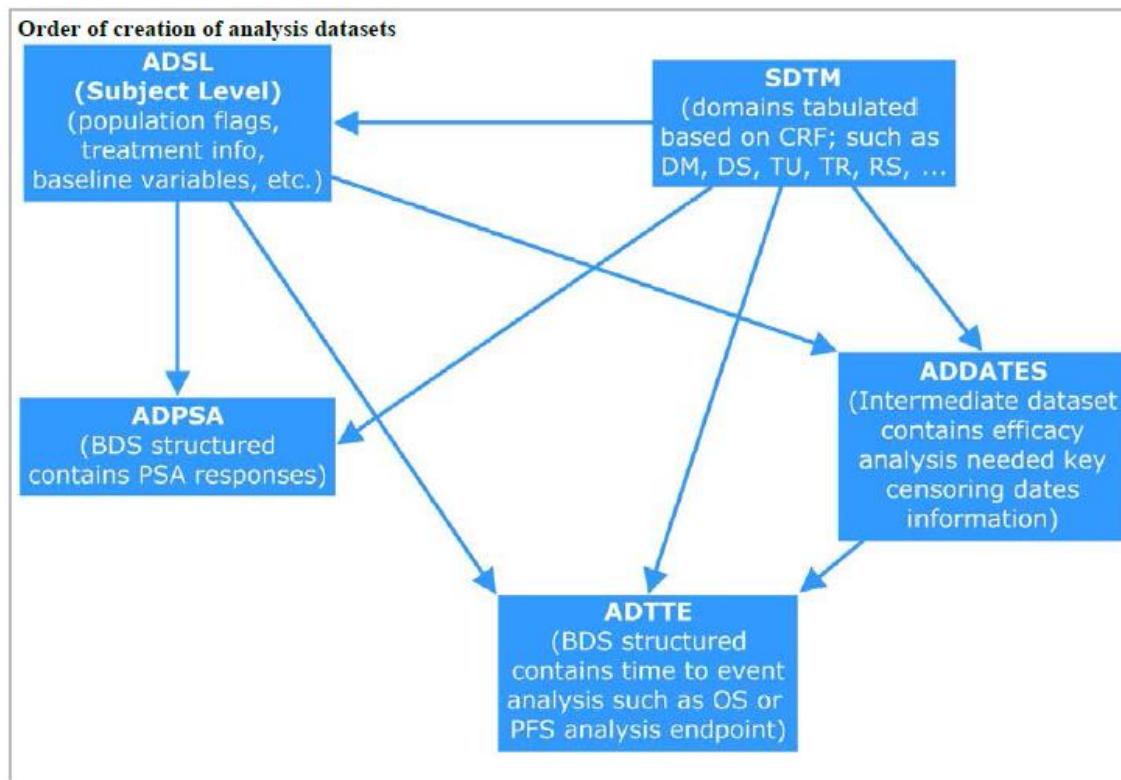 Order of creation of analysis datasets
ADSL
(Subject Level)
(population flags,
treatment info,
baseline variables, etc.)
SDTM
(domains tabulated
based on CRF; such as
DM, DS, TU, TR, RS, ...
ADPSA
(BDS structured
contains PSA responses)
ADDATES
(Intermediate dataset
contains efficacy
analysis needed key
censoring dates
information)
ADTTE
(BDS structured
contains time to event
analysis such as OS or
PFS analysis endpoint)